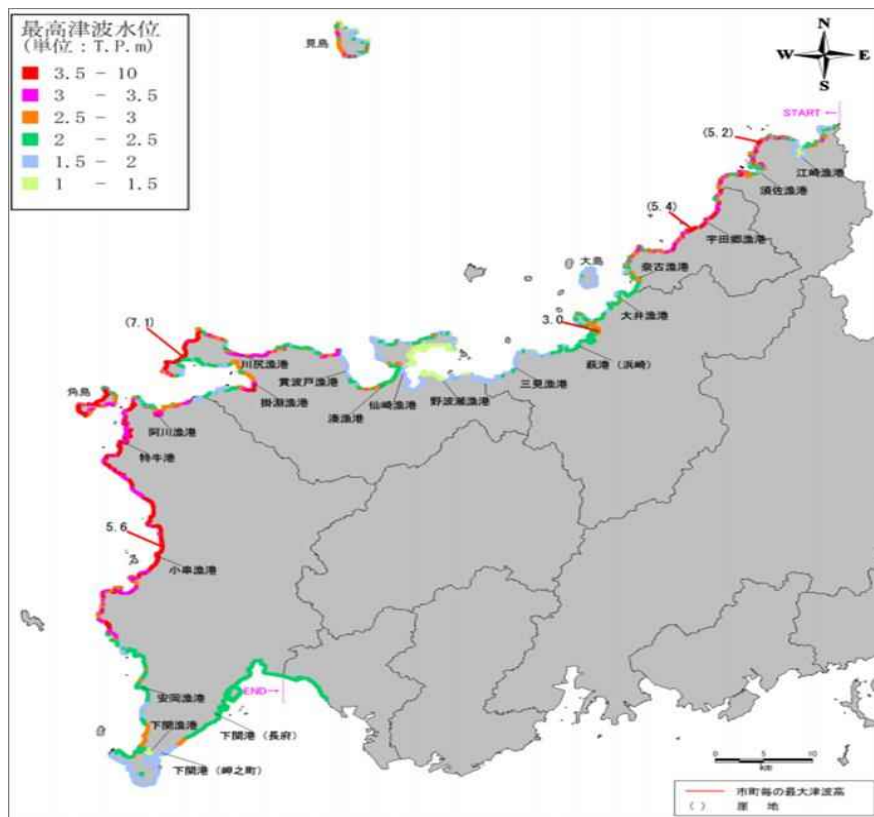 最高津波水位
(単位：T.P.m)
3.5 - 10
3 - 3.5
2.5 - 3
2 - 2.5
1.5 - 2
1 - 1.5
見島
N
W E
S
START→
(5.2)
江崎漁港
須佐漁港
(5.4)
宇田郷漁港
奈古漁港
大島
大井漁港
3.0
萩港（浜崎）
三見漁港
(7.1)
川尻漁港
黄波戸漁港
掛淵漁港
湊漁港
仙崎漁港
野波瀬漁港
角島
阿川漁港
特牛港
5.6
小串漁港
安岡漁港
END→
下関漁港
下関港（長府）
下関港（岬之町）
0 5 10
km
市町毎の最大津波高
( ) 崖 地